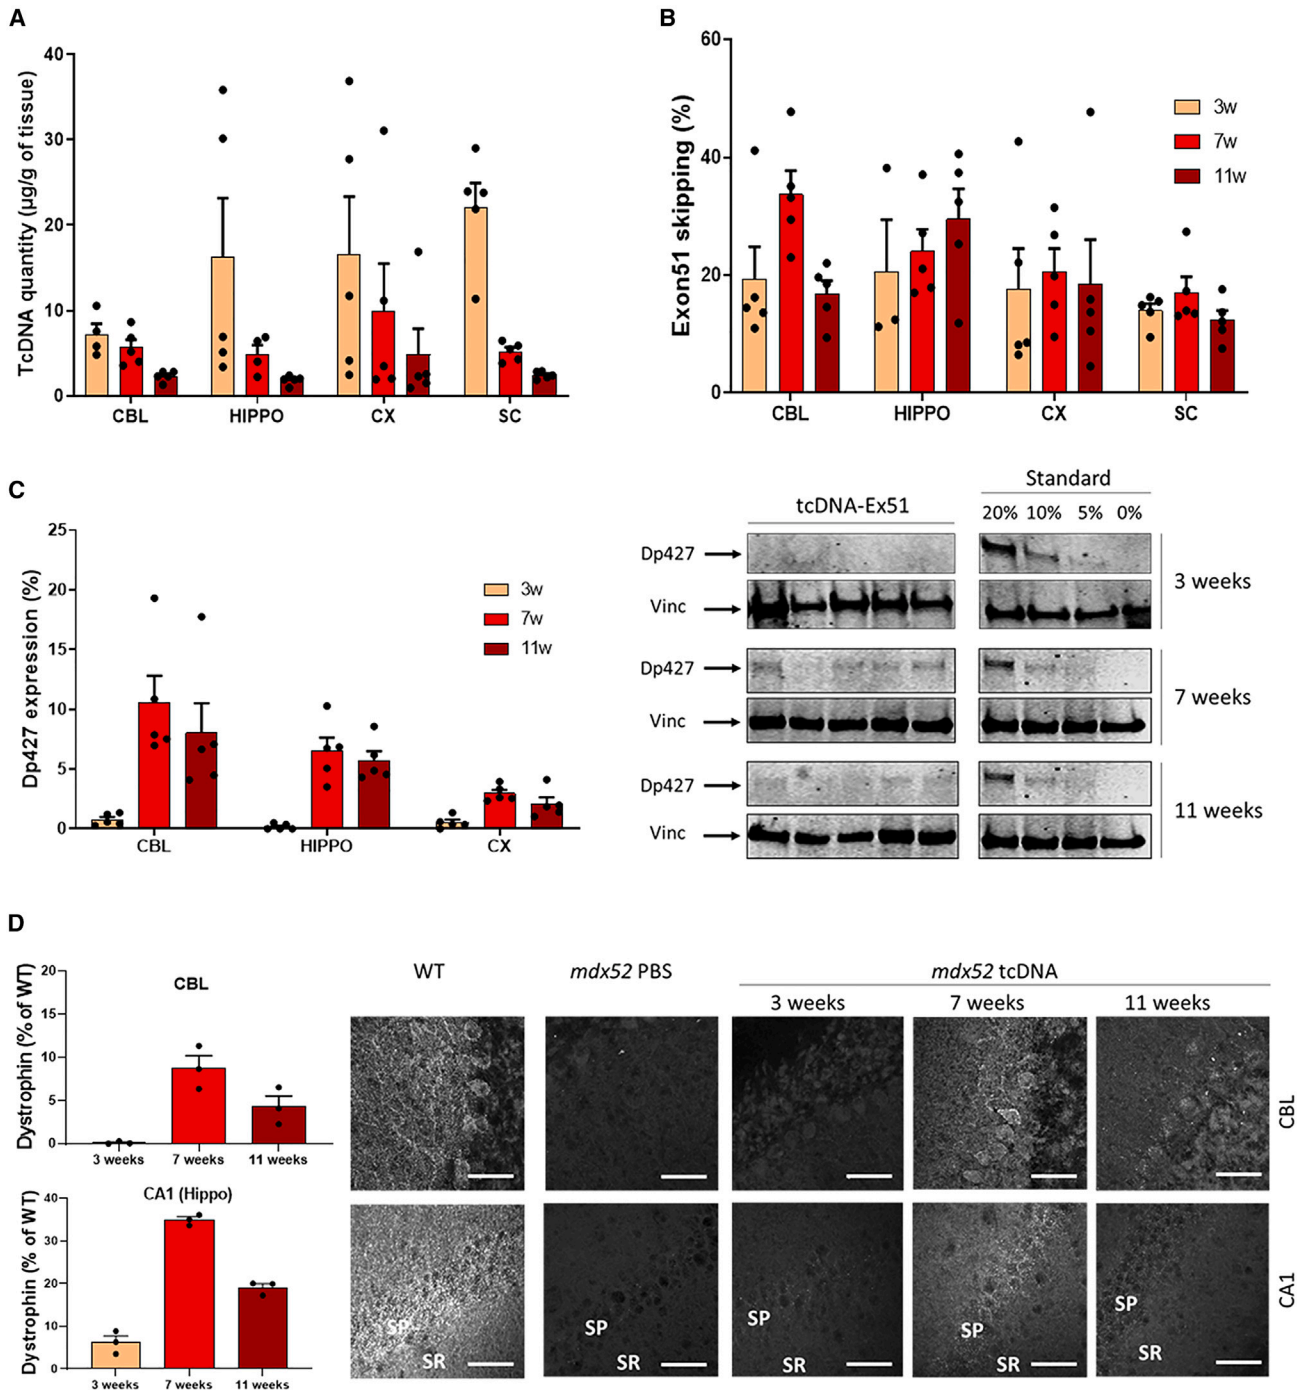 A
TcDNA quantity (µg/g of tissue)
40
30
20
10
0
CBL HIPPO CX SC
B
Exon51 skipping (%)
60
40
20
0
3w
7w
11w
CBL HIPPO CX SC
C
Dp427 expression (%)
25
20
15
10
5
0
3w
7w
11w
CBL HIPPO CX
tcDNA-Ex51
Standard
20% 10% 5% 0%
Dp427
Vinc
3 weeks
Dp427
Vinc
7 weeks
Dp427
Vinc
11 weeks
D
Dystrophin (% of WT)
CBL
20
15
10
5
0
3 weeks 7 weeks 11 weeks
Dystrophin (% of WT)
CA1 (Hippo)
40
30
20
10
0
3 weeks 7 weeks 11 weeks
WT mdx52 PBS mdx52 tcDNA
3 weeks 7 weeks 11 weeks
CBL
SP SP SP SP SP
SR SR SR SR SR
CA1